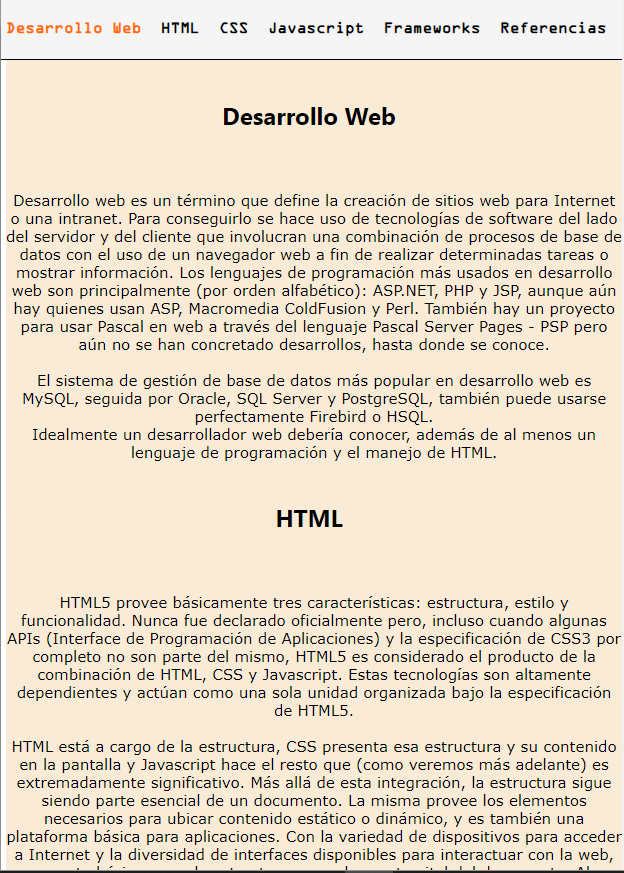 Desarrollo Web HTML CSS Javascript Frameworks Referencias
Desarrollo Web
Desarrollo web es un término que define la creación de sitios web para Internet
o una intranet. Para conseguirlo se hace uso de tecnologías de software del lado
del servidor y del cliente que involucran una combinación de procesos de base de
datos con el uso de un navegador web a fin de realizar determinadas tareas o
mostrar información. Los lenguajes de programación más usados en desarrollo
web son principalmente (por orden alfabético): ASP.NET, PHP y JSP, aunque aún
hay quienes usan ASP, Macromedia ColdFusion y Perl. También hay un proyecto
para usar Pascal en web a través del lenguaje Pascal Server Pages - PSP pero
aún no se han concretado desarrollos, hasta donde se conoce.
El sistema de gestión de base de datos más popular en desarrollo web es
MySQL, seguida por Oracle, SQL Server y PostgreSQL, también puede usarse
perfectamente Firebird o HSQL.
Idealmente un desarrollador web debería conocer, además de al menos un
lenguaje de programación y el manejo de HTML.
HTML
HTML5 provee básicamente tres características: estructura, estilo y
funcionalidad. Nunca fue declarado oficialmente pero, incluso cuando algunas
APIs (Interface de Programación de Aplicaciones) y la especificación de CSS3 por
completo no son parte del mismo, HTML5 es considerado el producto de la
combinación de HTML, CSS y Javascript. Estas tecnologías son altamente
dependientes y actúan como una sola unidad organizada bajo la especificación
de HTML5.
HTML está a cargo de la estructura, CSS presenta esa estructura y su contenido
en la pantalla y Javascript hace el resto que (como veremos más adelante) es
extremadamente significativo. Más allá de esta integración, la estructura sigue
siendo parte esencial de un documento. La misma provee los elementos
necesarios para ubicar contenido estático o dinámico, y es también una
plataforma básica para aplicaciones. Con la variedad de dispositivos para acceder
a Internet y la diversidad de interfaces disponibles para interactuar con la web,